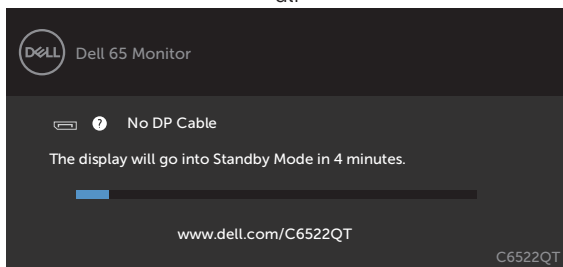 DELL Dell 65 Monitor
? No DP Cable
The display will go into Standby Mode in 4 minutes.
www.dell.com/C6522QT
C6522QT